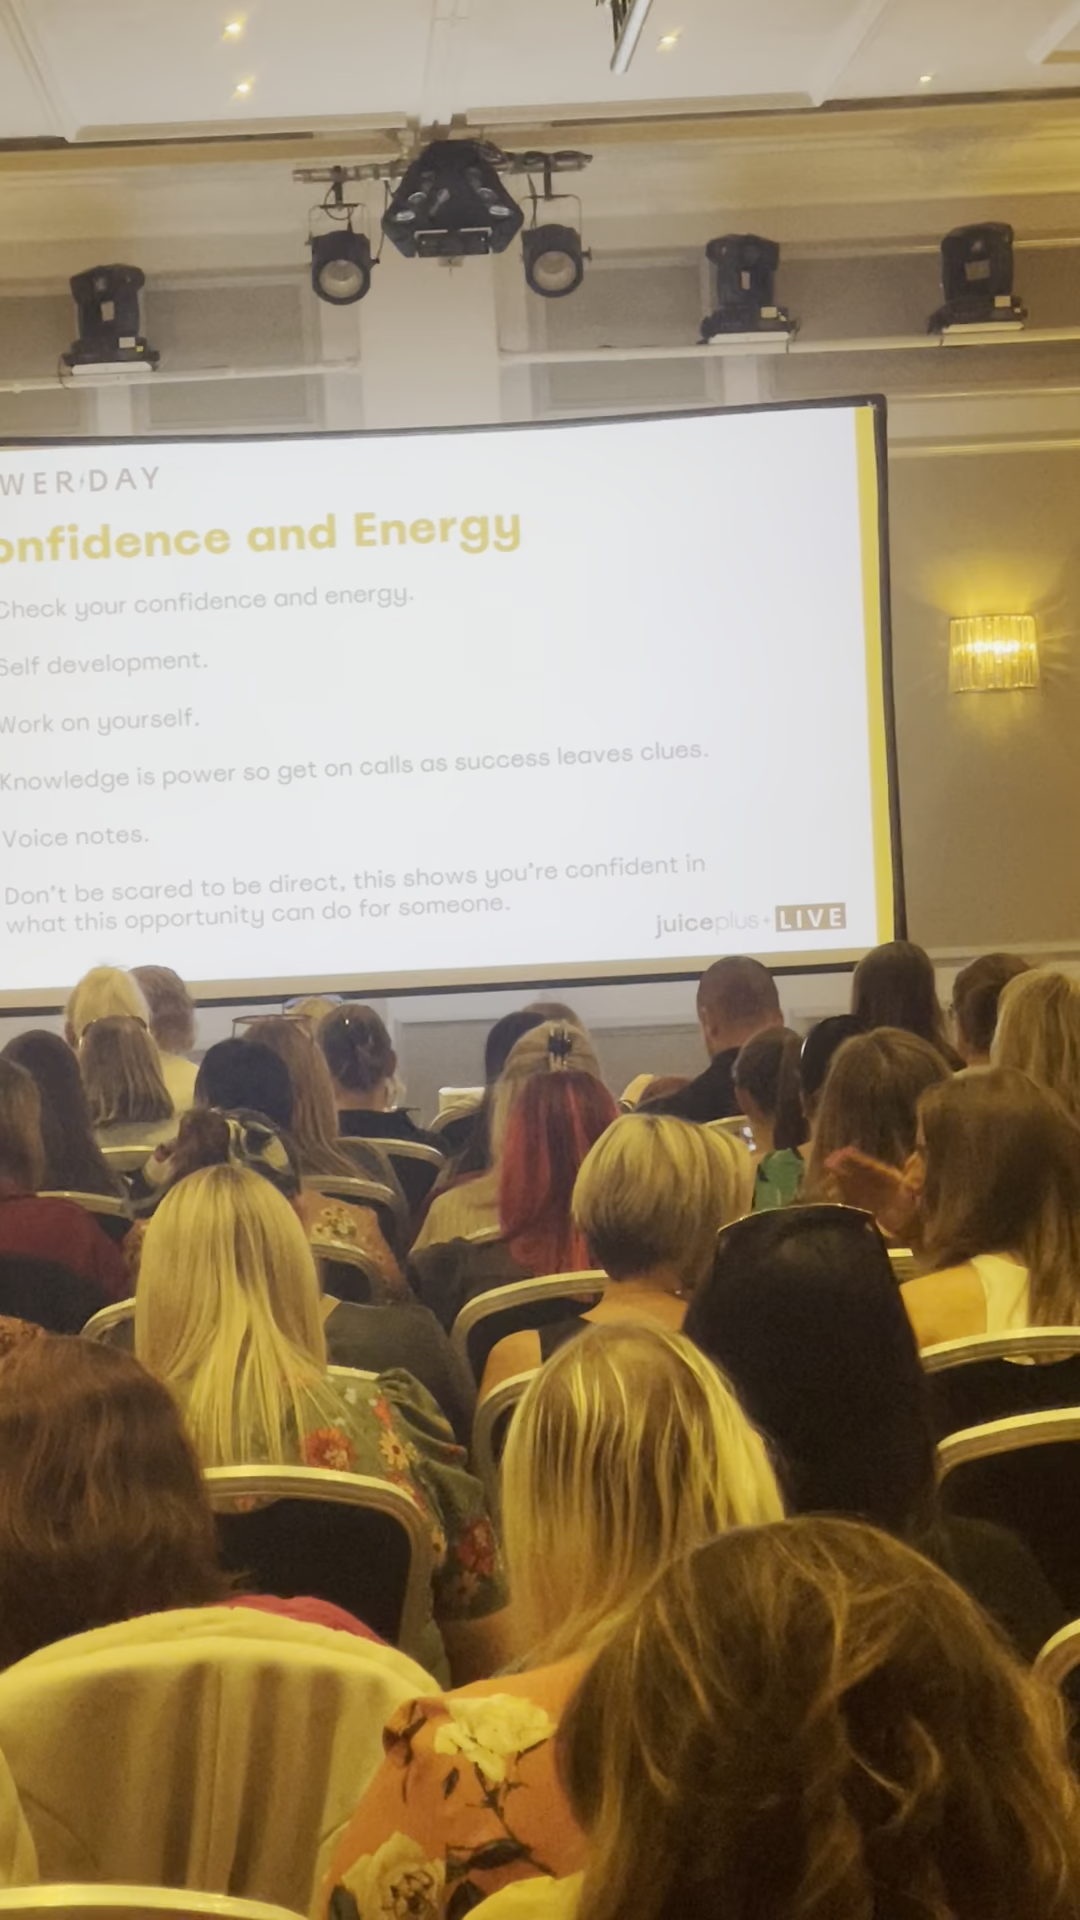 WER DAY
onfidence and Energy
Check your confidence and energy.
Self development.
Work on yourself.
Knowledge is power so get on calls as success leaves clues.
Voice notes.
Don't be scared to be direct, this shows you're confident in
what this opportunity can do for someone.
juiceplus+ LIVE